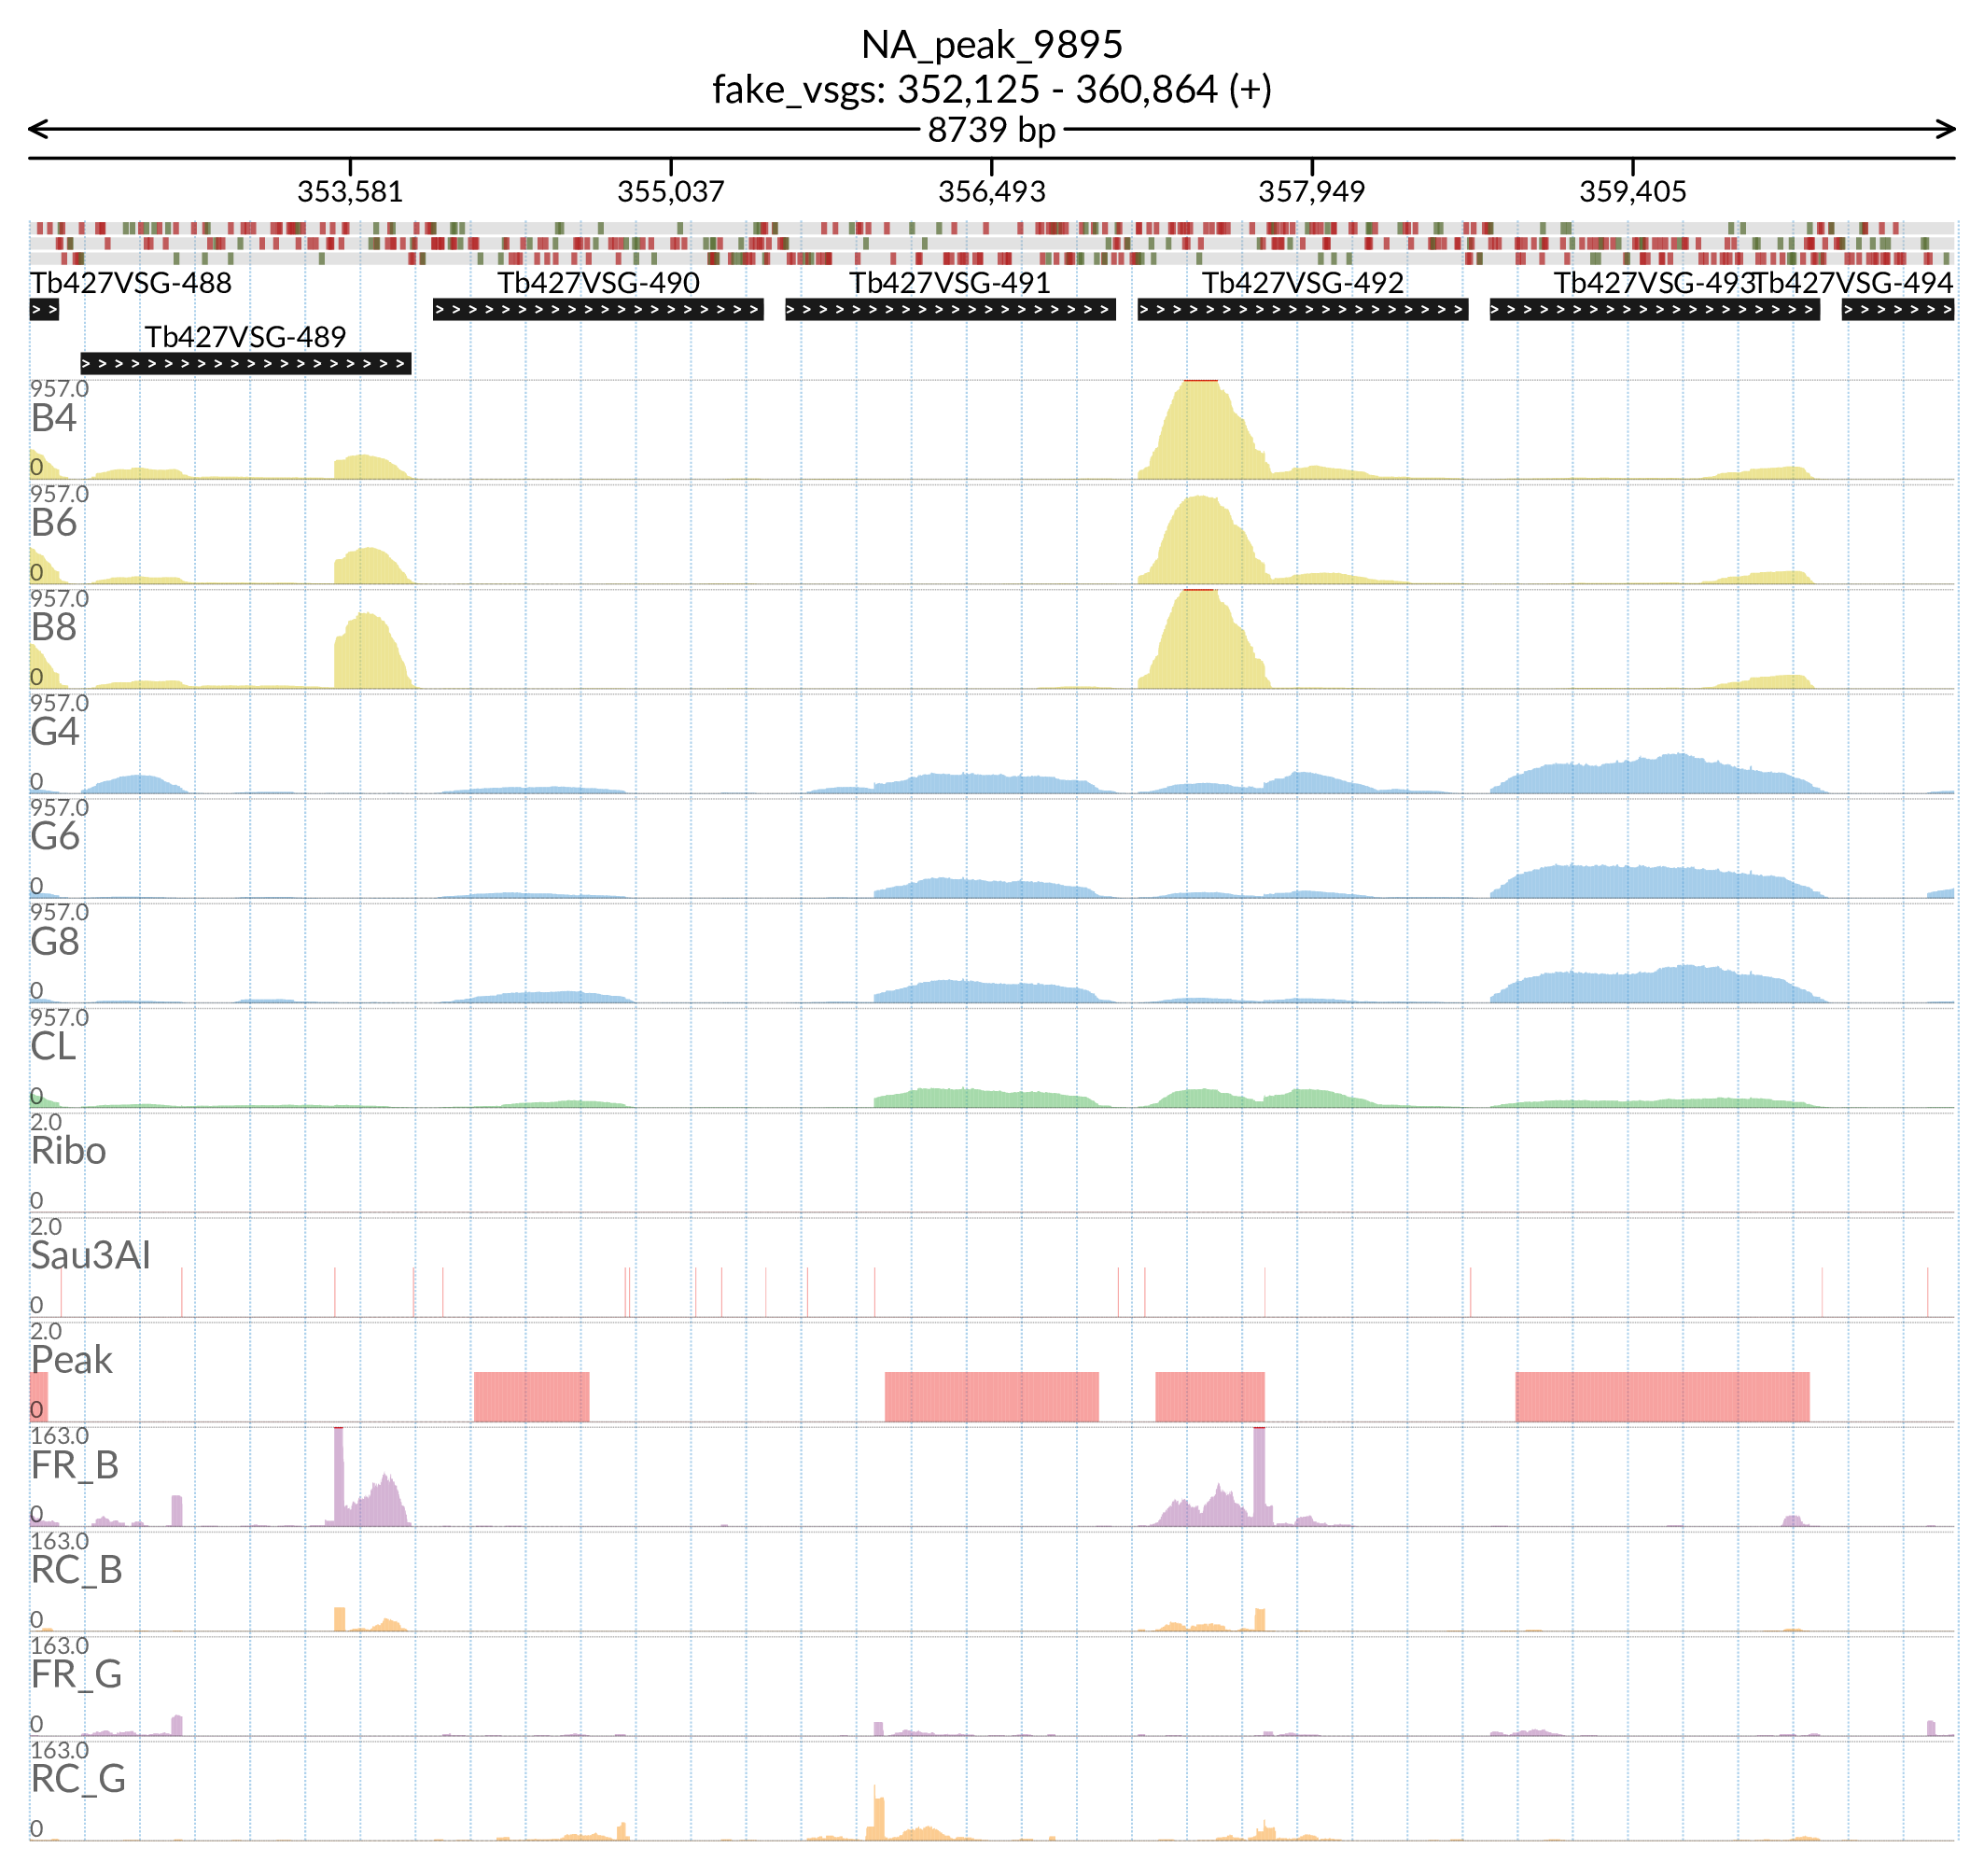 NA_peak_9895
fake_vsgs: 352,125 - 360,864 (+)
8739 bp
353,581 355,037 356,493 357,949 359,405
Tb427VSG-488 Tb427VSG-490 Tb427VSG-491 Tb427VSG-492 Tb427VSG-493 Tb427VSG-494
Tb427VSG-489
957.0
B4
0
957.0
B6
0
957.0
B8
0
957.0
G4
0
957.0
G6
0
957.0
G8
0
957.0
CL
0
2.0
Ribo
0
2.0
Sau3AI
0
2.0
Peak
0
163.0
FR_B
0
163.0
RC_B
0
163.0
FR_G
0
163.0
RC_G
0